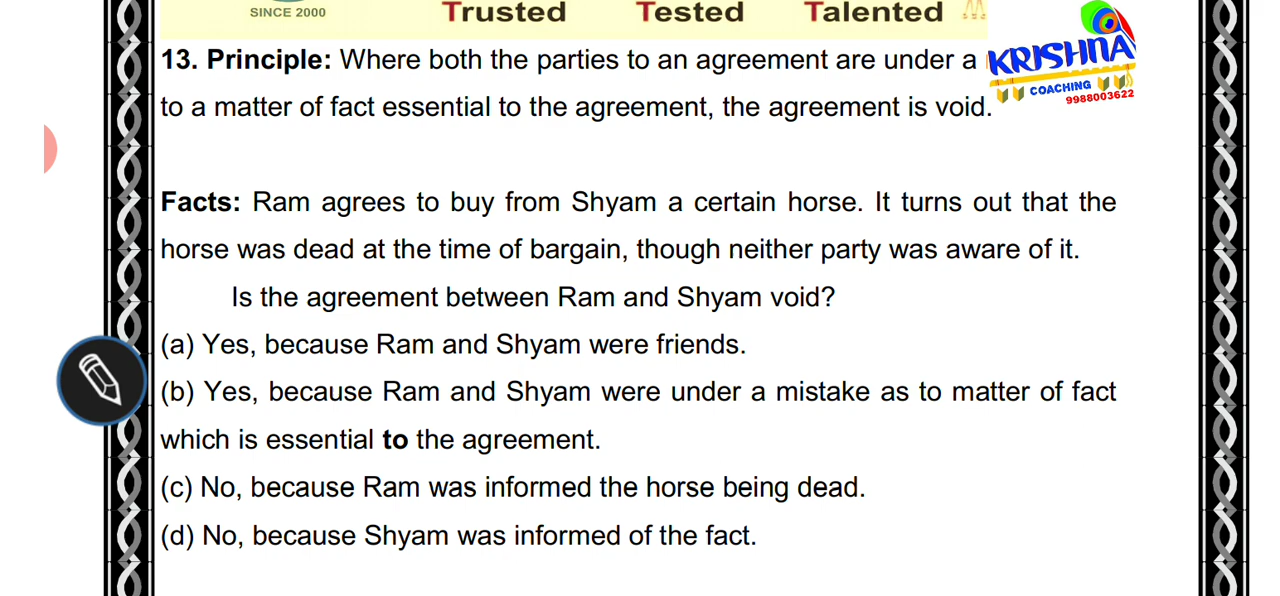 SINCE 2000 Trusted Tested Talented
13. Principle: Where both the parties to an agreement are under a
KRISHNA
COACHING
9988003622
to a matter of fact essential to the agreement, the agreement is void.
Facts: Ram agrees to buy from Shyam a certain horse. It turns out that the
horse was dead at the time of bargain, though neither party was aware of it.
Is the agreement between Ram and Shyam void?
(a) Yes, because Ram and Shyam were friends.
(b) Yes, because Ram and Shyam were under a mistake as to matter of fact
which is essential to the agreement.
(c) No, because Ram was informed the horse being dead.
(d) No, because Shyam was informed of the fact.